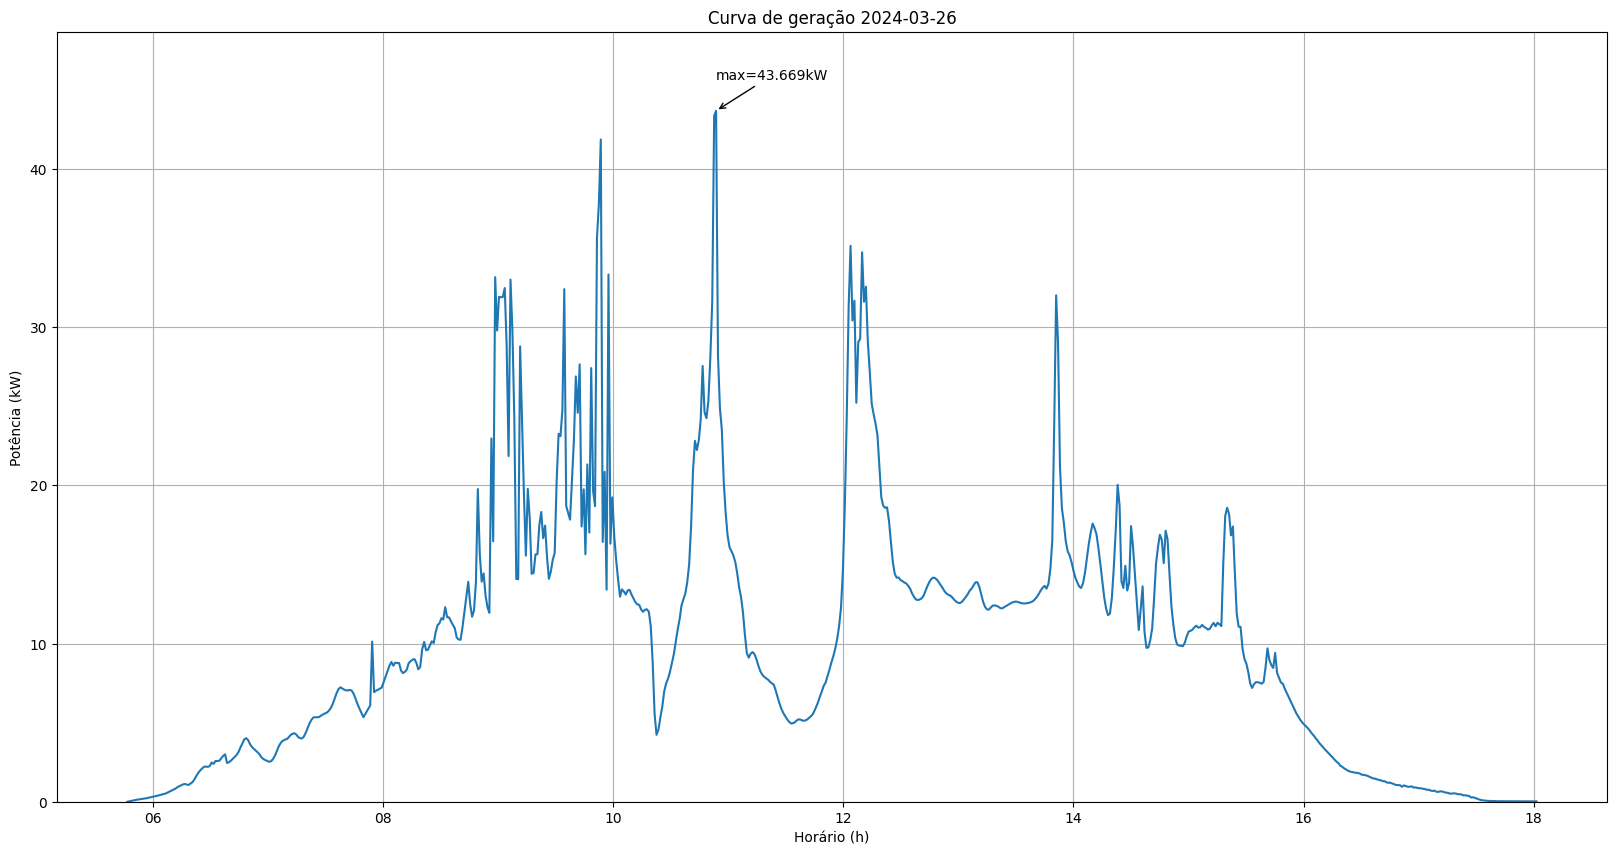 Curva de geração 2024-03-26
max=43.669kW
Potência (kW)
40
30
20
10
0
06 08 10 12 14 16 18
Horário (h)